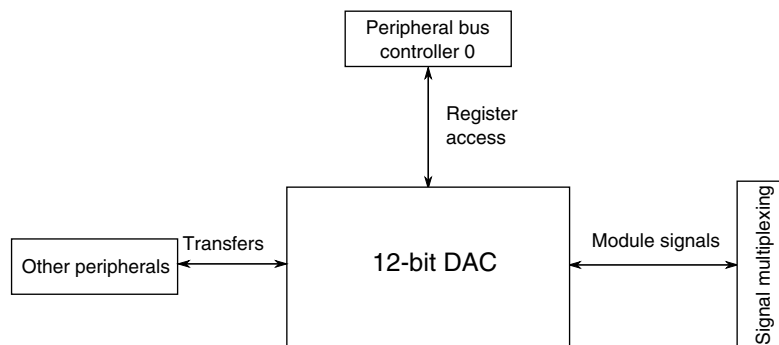 Peripheral bus
controller 0
Register
access
Transfers
Other peripherals
12-bit DAC
Module signals
Signal multiplexing